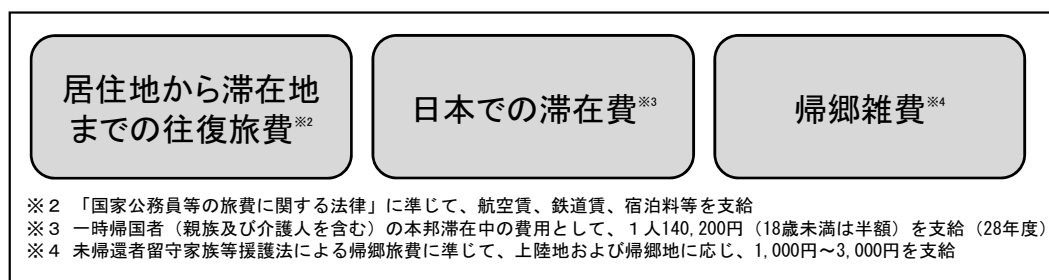 居住地から滞在地
までの往復旅費※2
日本での滞在費※3
帰郷雑費※4
※2 「国家公務員等の旅費に関する法律」に準じて、航空賃、鉄道賃、宿泊料等を支給
※3 一時帰国者（親族及び介護人を含む）の本邦滞在中の費用として、1人140,200円（18歳未満は半額）を支給（28年度）
※4 未帰還者留守家族等援護法による帰郷旅費に準じて、上陸地および帰郷地に応じ、1,000円～3,000円を支給